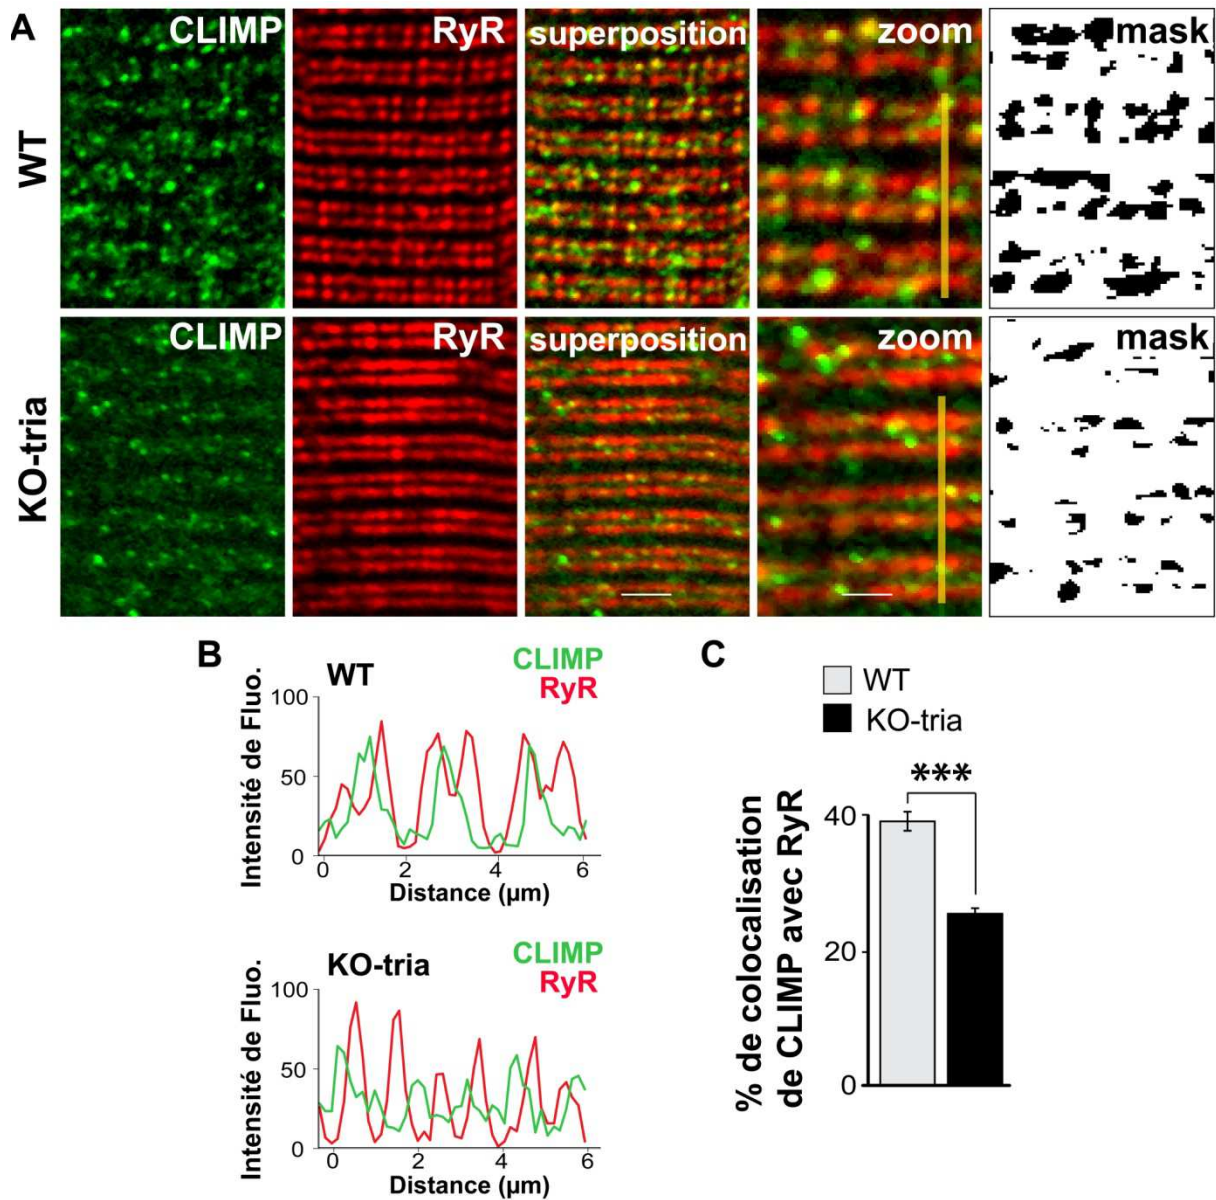 A
CLIMP
RyR
superposition
zoom
mask
WT
CLIMP
RyR
superposition
zoom
mask
KO-tria
B
WT
CLIMP
RyR
Intensité de Fluo.
100
50
0
0
2
4
6
Distance (µm)
KO-tria
CLIMP
RyR
Intensité de Fluo.
100
50
0
0
2
4
6
Distance (µm)
C
WT
KO-tria
***
% de colocalisation
de CLIMP avec RyR
40
20
0